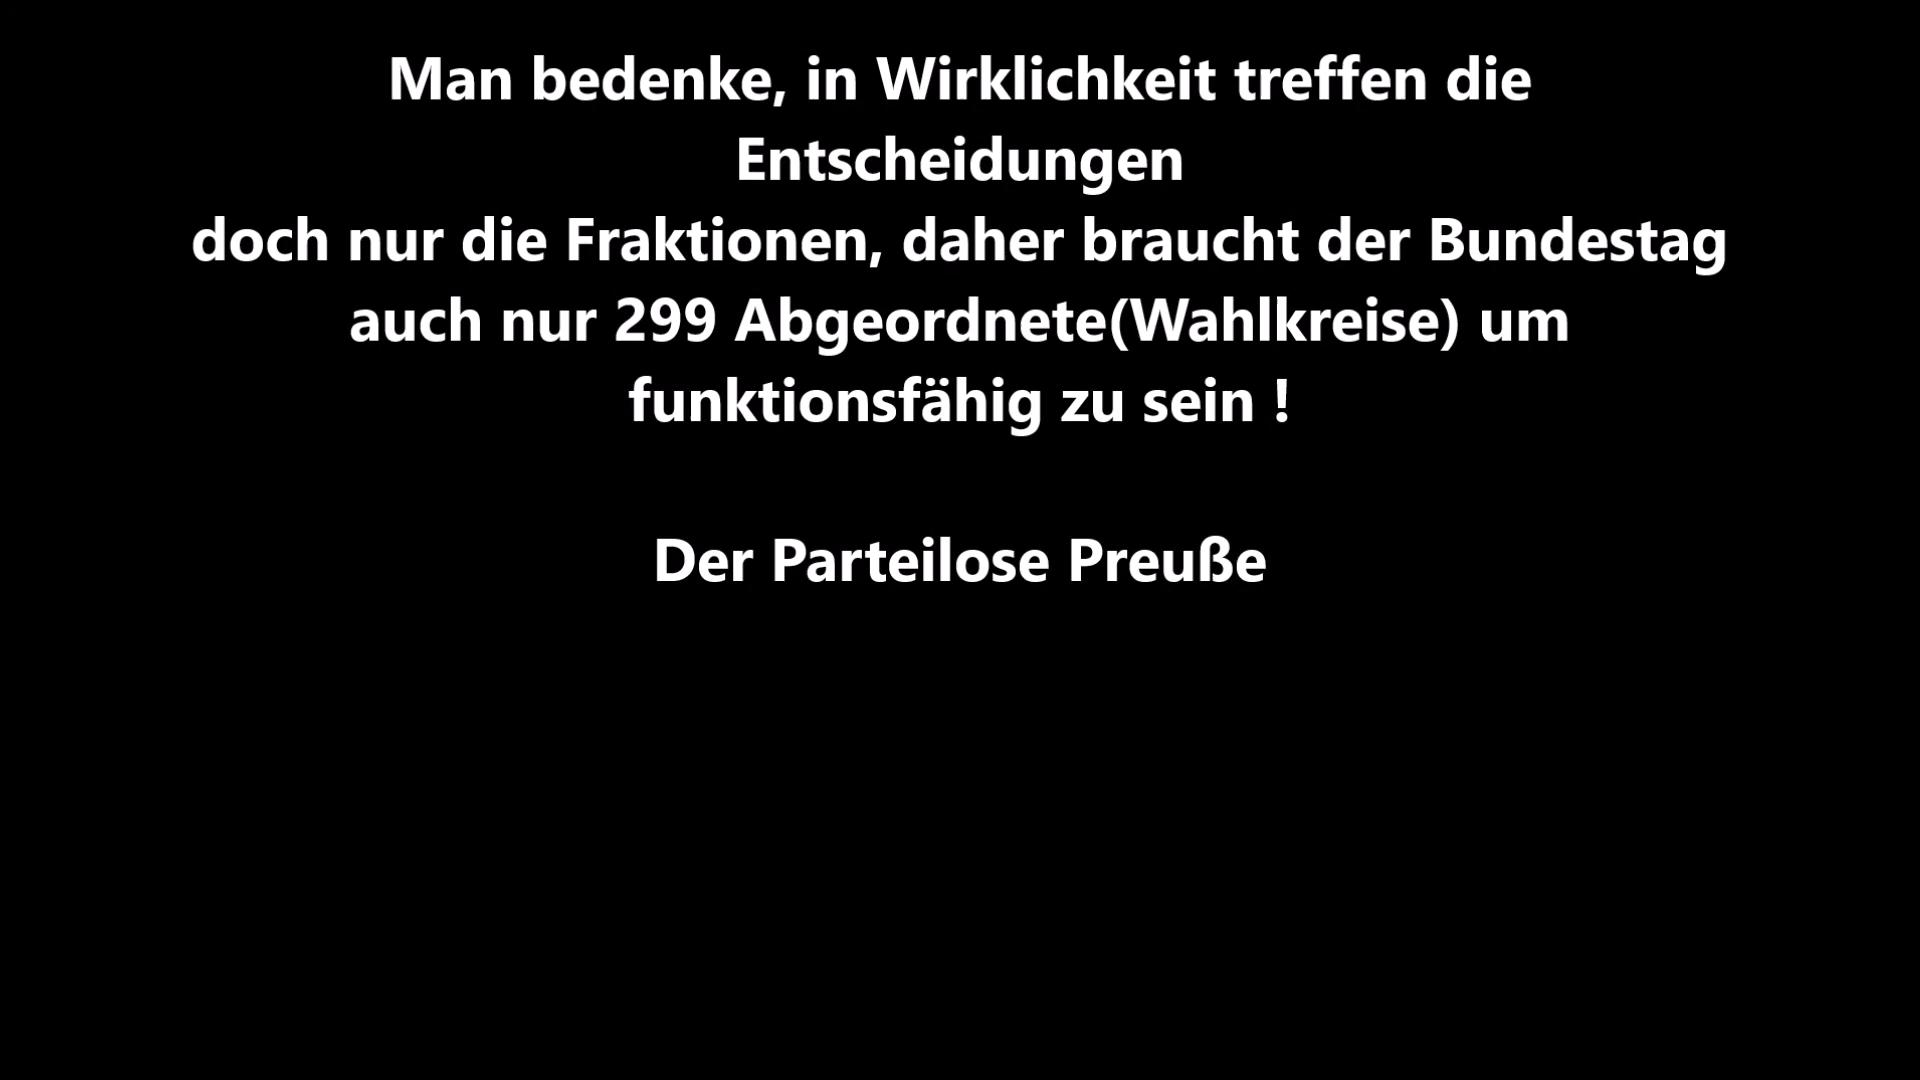 Man bedenke, in Wirklichkeit treffen die
Entscheidungen
doch nur die Fraktionen, daher braucht der Bundestag
auch nur 299 Abgeordnete(Wahlkreise) um
funktionsfähig zu sein !
Der Parteilose Preuße